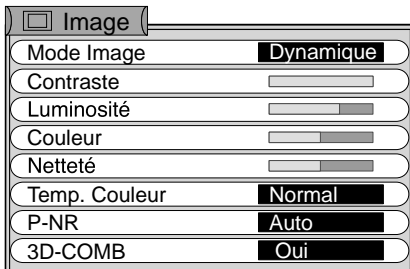 Image
Mode Image Dynamique
Contraste
Luminosité
Couleur
Netteté
Temp. Couleur Normal
P-NR Auto
3D-COMB Oui